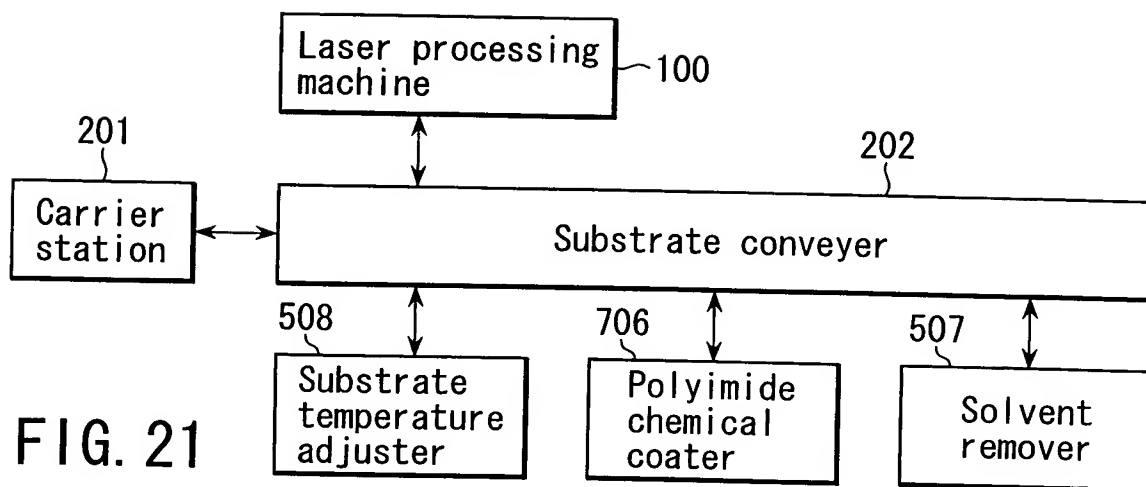 Laser processing
machine
100
201
202
Carrier
station
Substrate conveyer
508
706
507
Substrate
temperature
adjuster
Polyimide
chemical
coater
Solvent
remover
FIG. 21